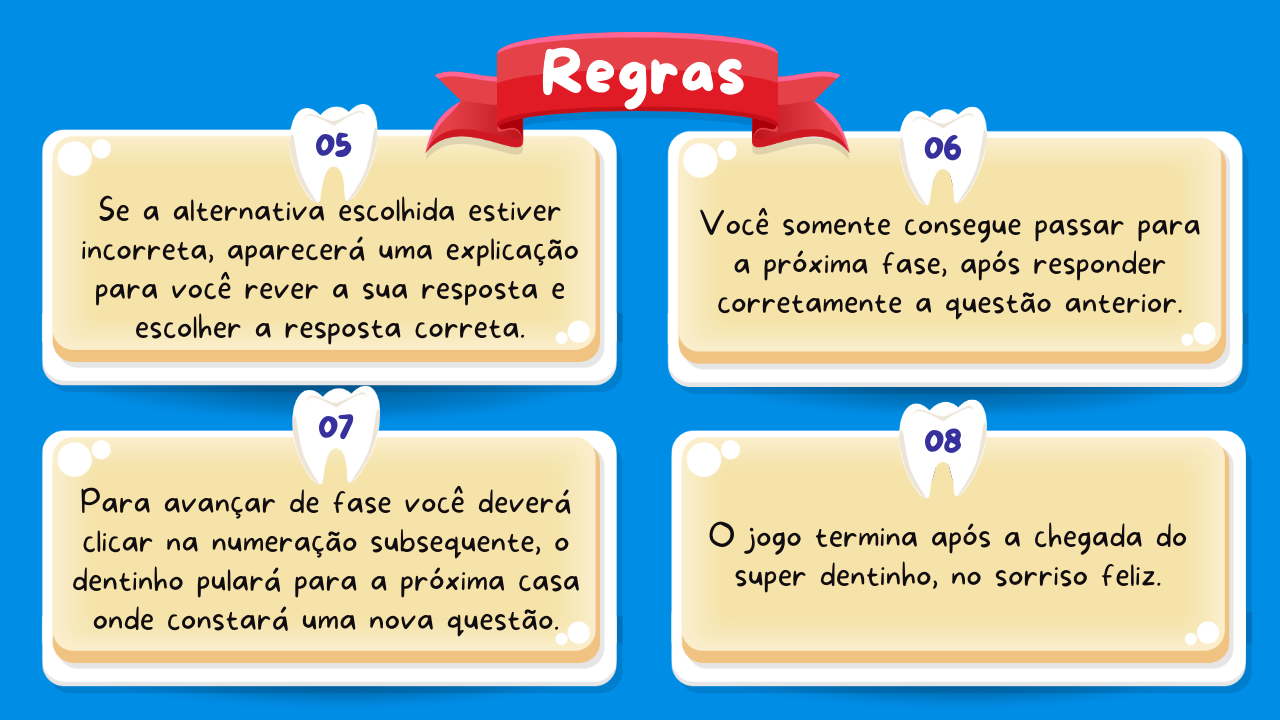 Regras
05
Se a alternativa escolhida estiver
incorreta, aparecerá uma explicação
para você rever a sua resposta e
escolher a resposta correta.
06
Você somente consegue passar para
a próxima fase, após responder
corretamente a questão anterior.
07
Para avançar de fase você deverá
clicar na numeração subsequente, o
dentinho pulará para a próxima casa
onde constará uma nova questão.
08
O jogo termina após a chegada do
super dentinho, no sorriso feliz.